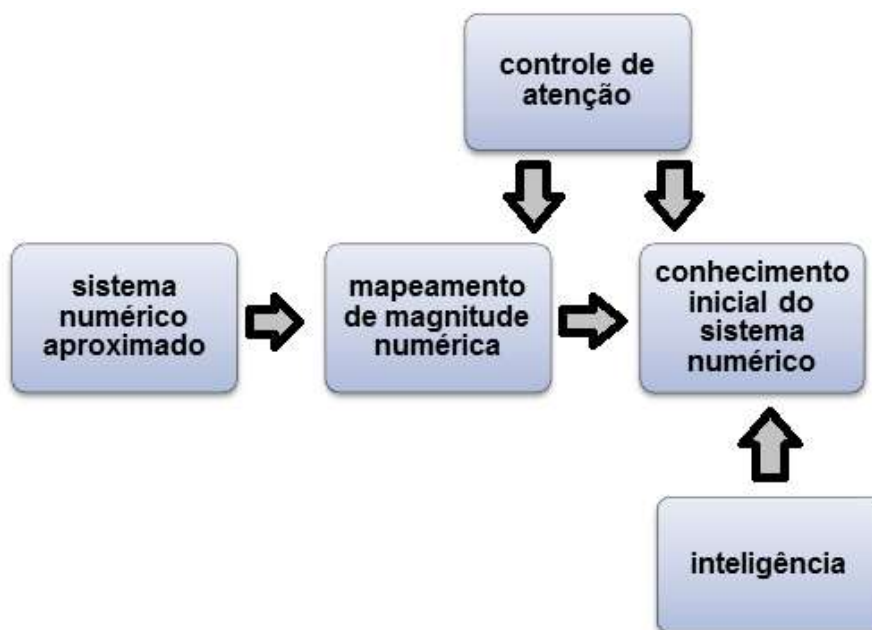 controle de
atenção
sistema
numérico
aproximado
mapeamento
de magnitude
numérica
conhecimento
inicial do
sistema
numérico
inteligência